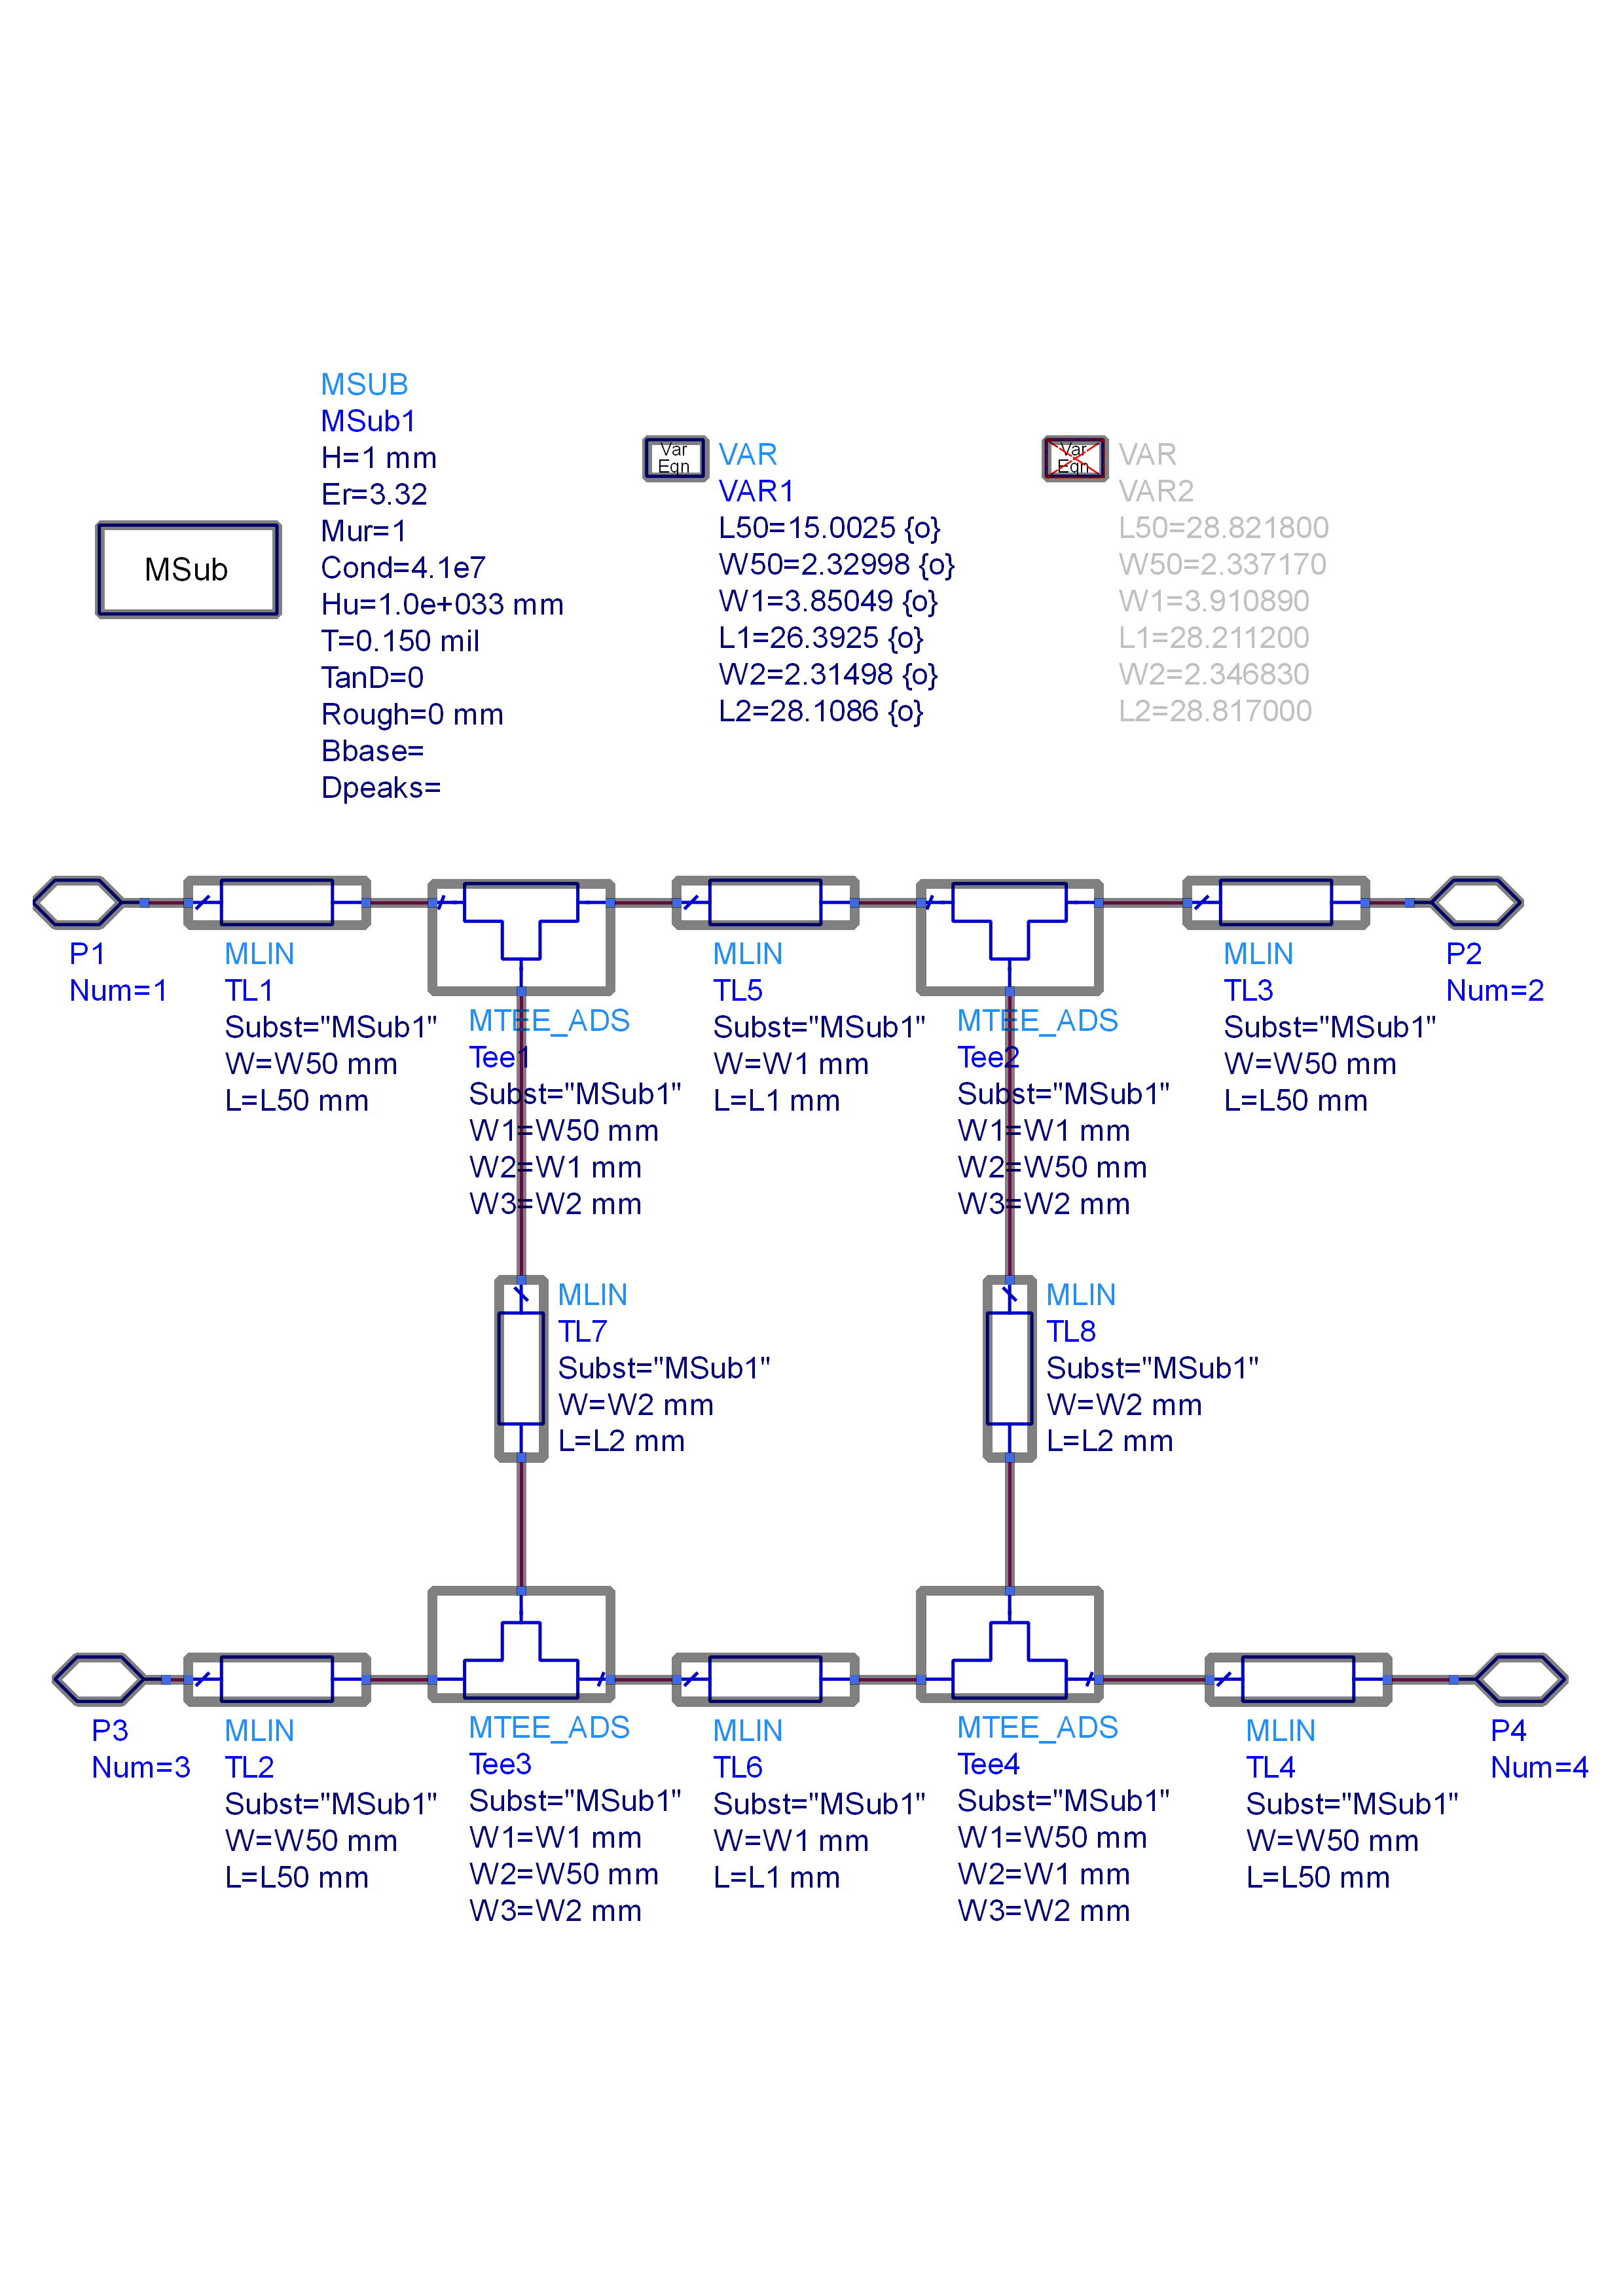 MSub
MSUB
MSub1
H=1 mm
Er=3.32
Mur=1
Cond=4.1e7
Hu=1.0e+033 mm
T=0.150 mil
TanD=0
Rough=0 mm
Bbase=
Dpeaks=
Var
Eqn
VAR
VAR1
L50=15.0025 {o}
W50=2.32998 {o}
W1=3.85049 {o}
L1=26.3925 {o}
W2=2.31498 {o}
L2=28.1086 {o}
Var
Eqn
VAR
VAR2
L50=28.821800
W50=2.337170
W1=3.910890
L1=28.211200
W2=2.346830
L2=28.817000
P1
Num=1
MLIN
TL1
Subst="MSub1"
W=W50 mm
L=L50 mm
MTEE_ADS
Tee1
Subst="MSub1"
W1=W50 mm
W2=W1 mm
W3=W2 mm
MLIN
TL5
Subst="MSub1"
W=W1 mm
L=L1 mm
MTEE_ADS
Tee2
Subst="MSub1"
W1=W1 mm
W2=W50 mm
W3=W2 mm
MLIN
TL3
Subst="MSub1"
W=W50 mm
L=L50 mm
P2
Num=2
MLIN
TL7
Subst="MSub1"
W=W2 mm
L=L2 mm
MLIN
TL8
Subst="MSub1"
W=W2 mm
L=L2 mm
P3
Num=3
MLIN
TL2
Subst="MSub1"
W=W50 mm
L=L50 mm
MTEE_ADS
Tee3
Subst="MSub1"
W1=W1 mm
W2=W50 mm
W3=W2 mm
MLIN
TL6
Subst="MSub1"
W=W1 mm
L=L1 mm
MTEE_ADS
Tee4
Subst="MSub1"
W1=W50 mm
W2=W1 mm
W3=W2 mm
MLIN
TL4
Subst="MSub1"
W=W50 mm
L=L50 mm
P4
Num=4